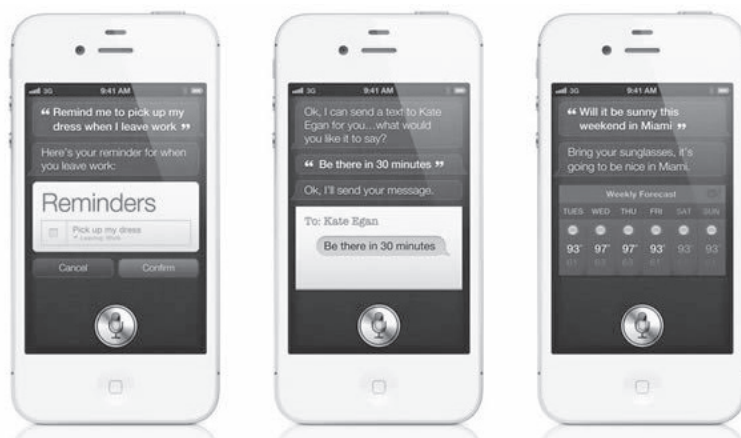 3G 9:41 AM
“ Remind me to pick up my
dress when I leave work ”
Here's your reminder for when
you leave work:
Reminders
Pick up my dress
Leaving: Work
Cancel Confirm
3G 9:41 AM
Ok, I can send a text to Kate
Egan for you...what would
you like it to say?
“ Be there in 30 minutes ”
Ok, I'll send your message.
To: Kate Egan
Be there in 30 minutes
3G 9:41 AM
“ Will it be sunny this
weekend in Miami ”
Bring your sunglasses, it's
going to be nice in Miami.
Weekly Forecast
TUES WED THU FRI SAT SUN
93° 97° 97° 93° 93° 93°